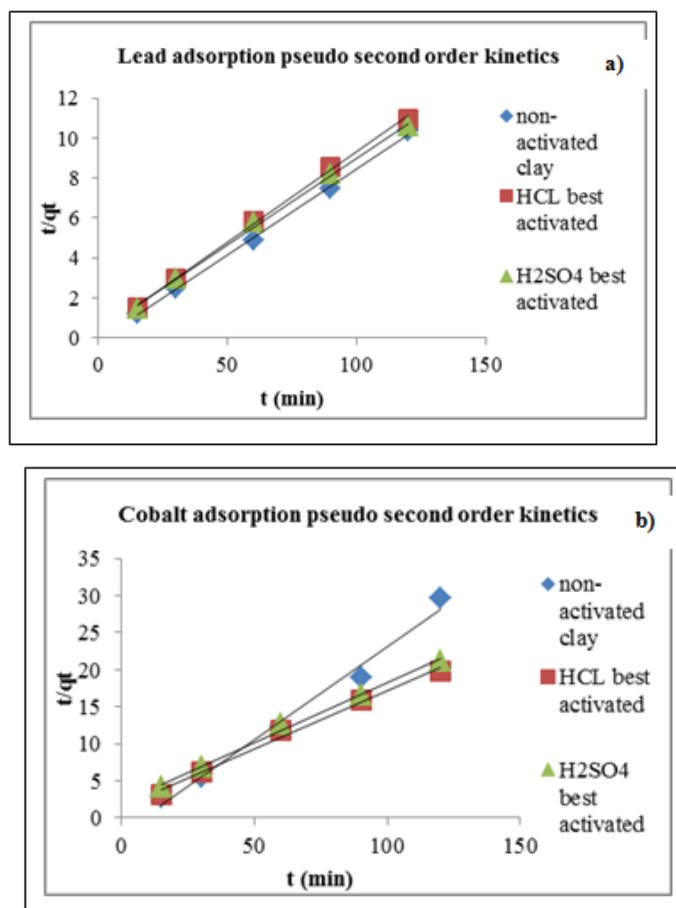 Lead adsorption pseudo second order kinetics
a)
12
10
8
6
4
2
0
t/qt
0
50
100
150
t (min)
non-
activated
clay
HCL best
activated
H2SO4 best
activated
Cobalt adsorption pseudo second order kinetics
b)
35
30
25
20
15
10
5
0
t/qt
0
50
100
150
t (min)
non-
activated
clay
HCL best
activated
H2SO4
best
activated